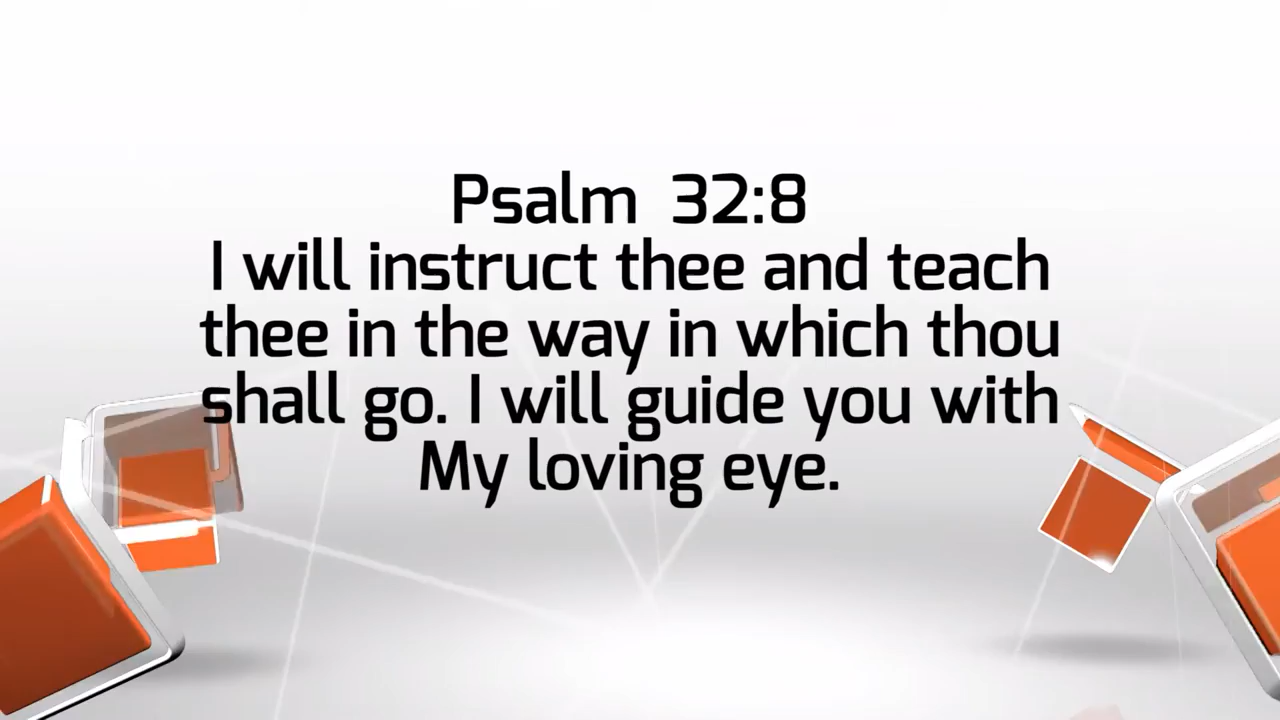 Psalm  32:8
I will instruct thee and teach
thee in the way in which thou
shall go. I will guide you with
My loving eye.